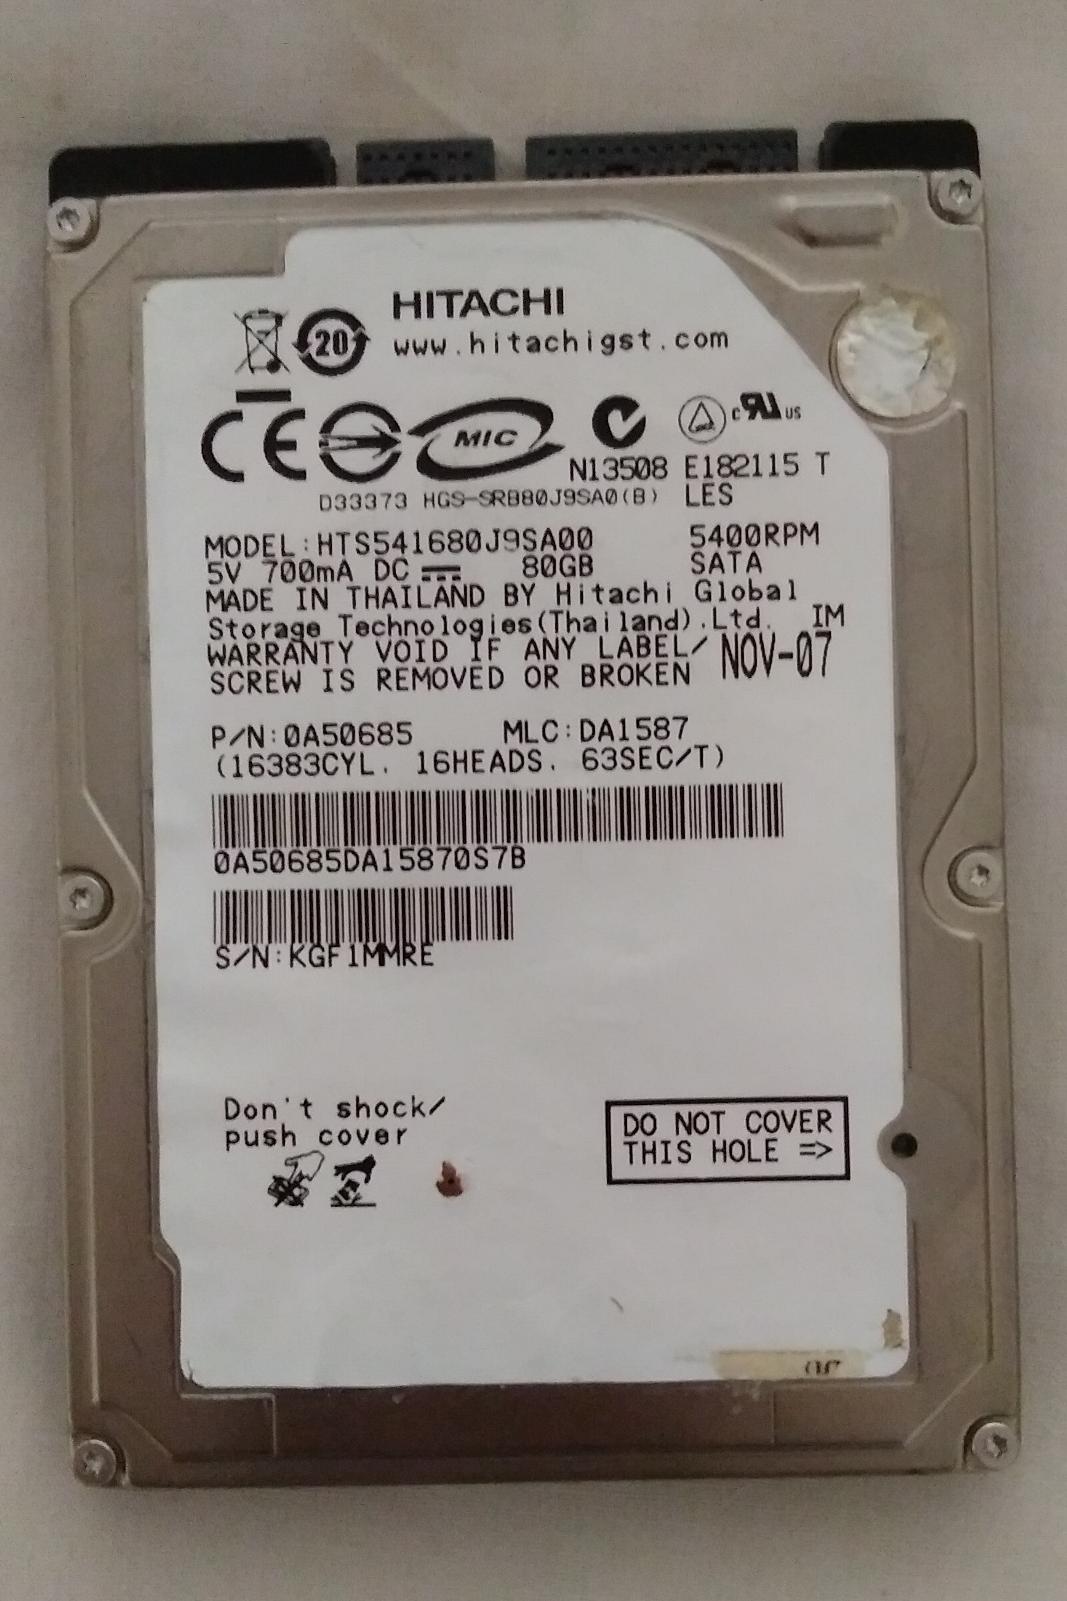 HITACHI
20
www.hitachigst.com
CE MIC c RU us
N13508 E182115 T
D33373 HGS-SRB80J9SA0(B) LES
MODEL:HTS541680J9SA00 5400RPM
5V 700mA DC 80GB SATA
MADE IN THAILAND BY Hitachi Global
Storage Technologies(Thailand).Ltd. IM
WARRANTY VOID IF ANY LABEL/ NOV-07
SCREW IS REMOVED OR BROKEN
P/N:0A50685 MLC:DA1587
(16383CYL. 16HEADS. 63SEC/T)
0A50685DA15870S7B
S/N:KGF1MMRE
Don't shock/
push cover
DO NOT COVER
THIS HOLE =>